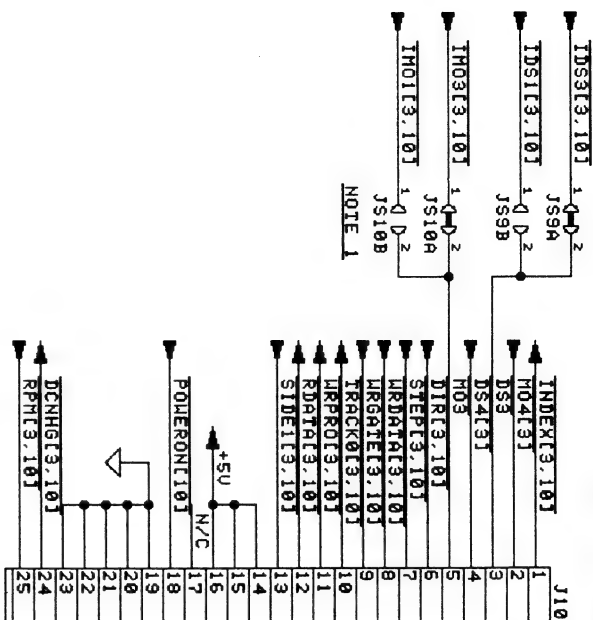 J10
IDS3[3,10]
1 2
JS9A
IDS1[3,10]
1 2
JS9B
IMO3[3,10]
1 2
JS10A
IMO1[3,10]
1 2
JS10B
NOTE 1
INDEX[3,10] 1
MO4[3] 2
DS3 3
DS4[3] 4
MO3 5
DIR[3,10] 6
STEP[3,10] 7
WRDATA[3,10] 8
WRGATE[3,10] 9
TRACK0[3,10] 10
WRPRO[3,10] 11
RDATA[3,10] 12
SIDE1[3,10] 13
14
15
+5V 16
N/C 17
POWERON[10] 18
19
20
21
22
23
DCNHG[3,10] 24
RPM[3,10] 25